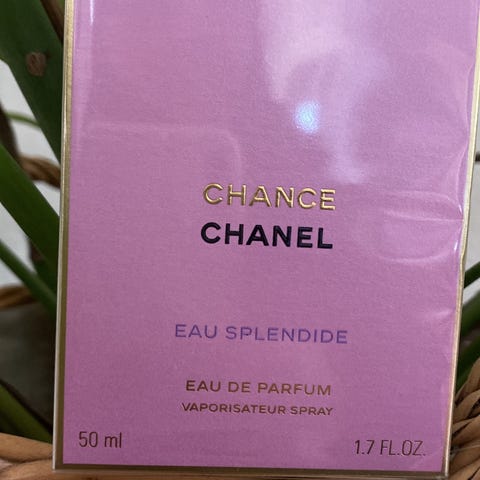 CHANCE
CHANEL
EAU SPLENDIDE
EAU DE PARFUM
VAPORISATEUR SPRAY
50 ml 1.7 FL.OZ.